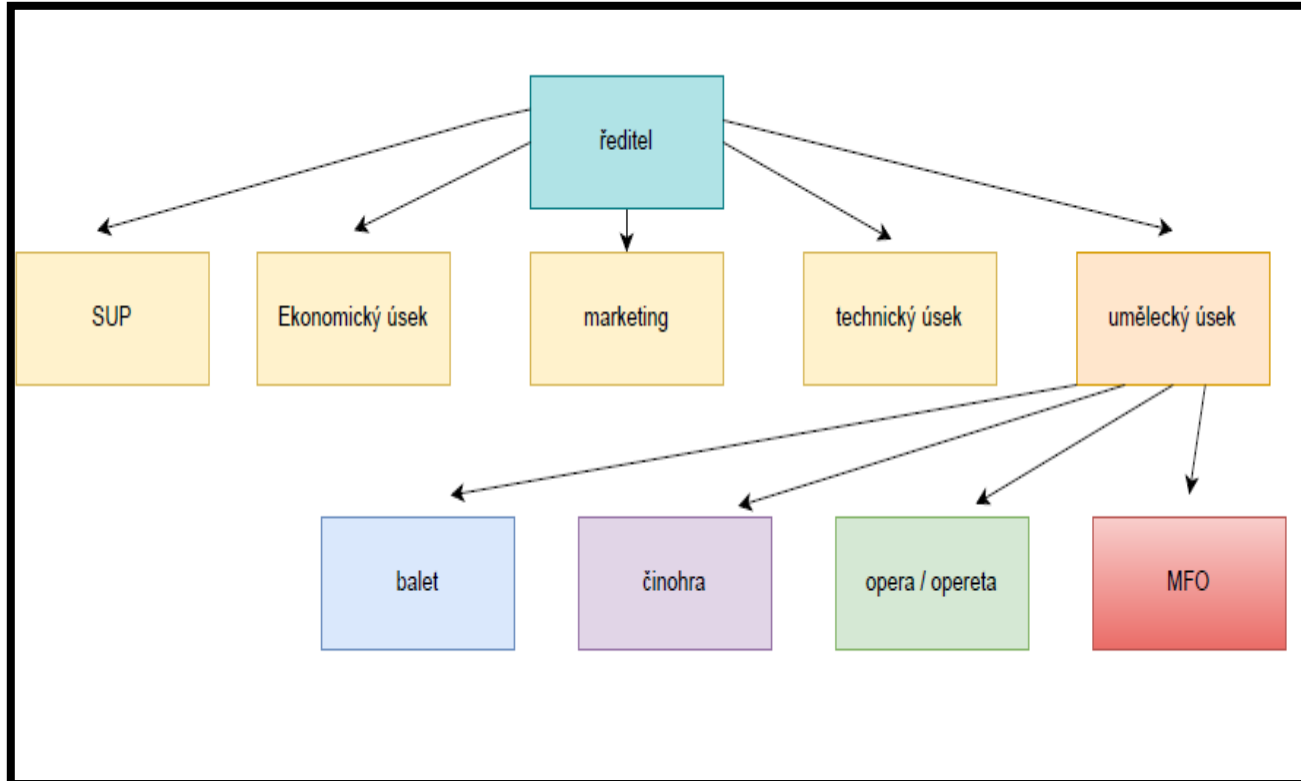 ředitel
SUP
Ekonomický úsek
marketing
technický úsek
umělecký úsek
balet
činohra
opera / opereta
MFO